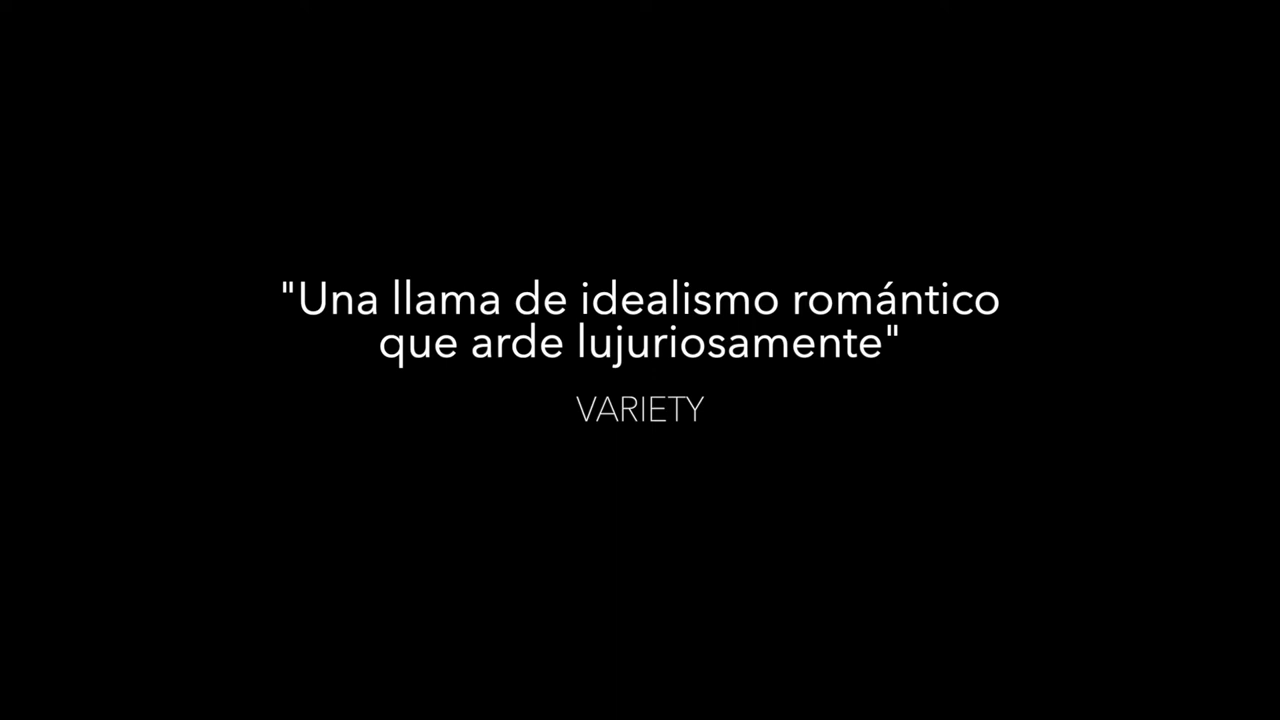 "Una llama de idealismo romántico
que arde lujuriosamente"
VARIETY